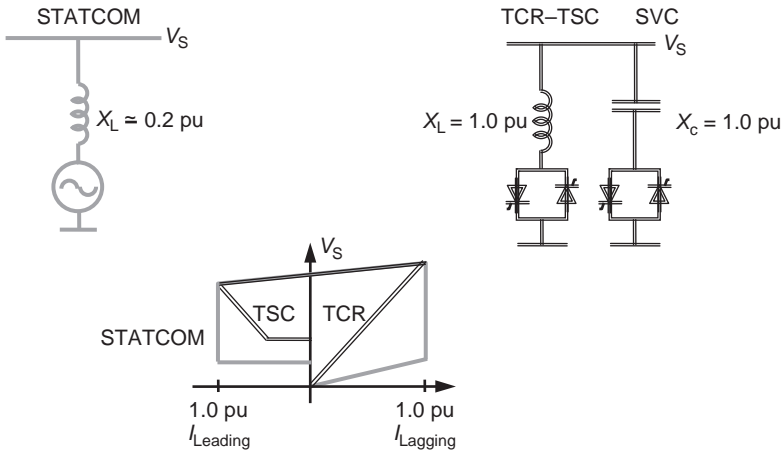 STATCOM
V_S
X_L ≃ 0.2 pu
TCR–TSC SVC
V_S
X_L = 1.0 pu
X_c = 1.0 pu
V_S
TSC
TCR
STATCOM
1.0 pu
I_Leading
1.0 pu
I_Lagging